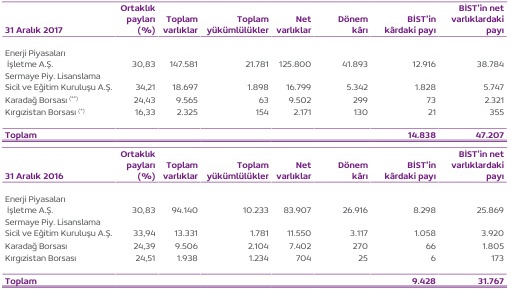 Ortaklık BİST'in net
payları Toplam Toplam Net Dönem BİST'in varlıklardaki
31 Aralık 2017 (%) varlıklar yükümlülükler varlıklar kârı kârdaki payı payı
Enerji Piyasaları
İşletme A.Ş. 30,83 147.581 21.781 125.800 41.893 12.916 38.784
Sermaye Piy. Lisanslama
Sicil ve Eğitim Kuruluşu A.Ş. 34,21 18.697 1.898 16.799 5.342 1.828 5.747
Karadağ Borsası (**) 24,43 9.565 63 9.502 299 73 2.321
Kırgızistan Borsası (*) 16,33 2.325 154 2.171 130 21 355
Toplam 14.838 47.207
Ortaklık BİST'in net
payları Toplam Toplam Net Dönem BİST'in varlıklardaki
31 Aralık 2016 (%) varlıklar yükümlülükler varlıklar kârı kârdaki payı payı
Enerji Piyasaları
İşletme A.Ş. 30,83 94.140 10.233 83.907 26.916 8.298 25.869
Sermaye Piy. Lisanslama
Sicil ve Eğitim Kuruluşu A.Ş. 33,94 13.331 1.781 11.550 3.117 1.058 3.920
Karadağ Borsası 24,39 9.506 2.104 7.402 270 66 1.805
Kırgızistan Borsası 24,51 1.938 1.234 704 25 6 173
Toplam 9.428 31.767